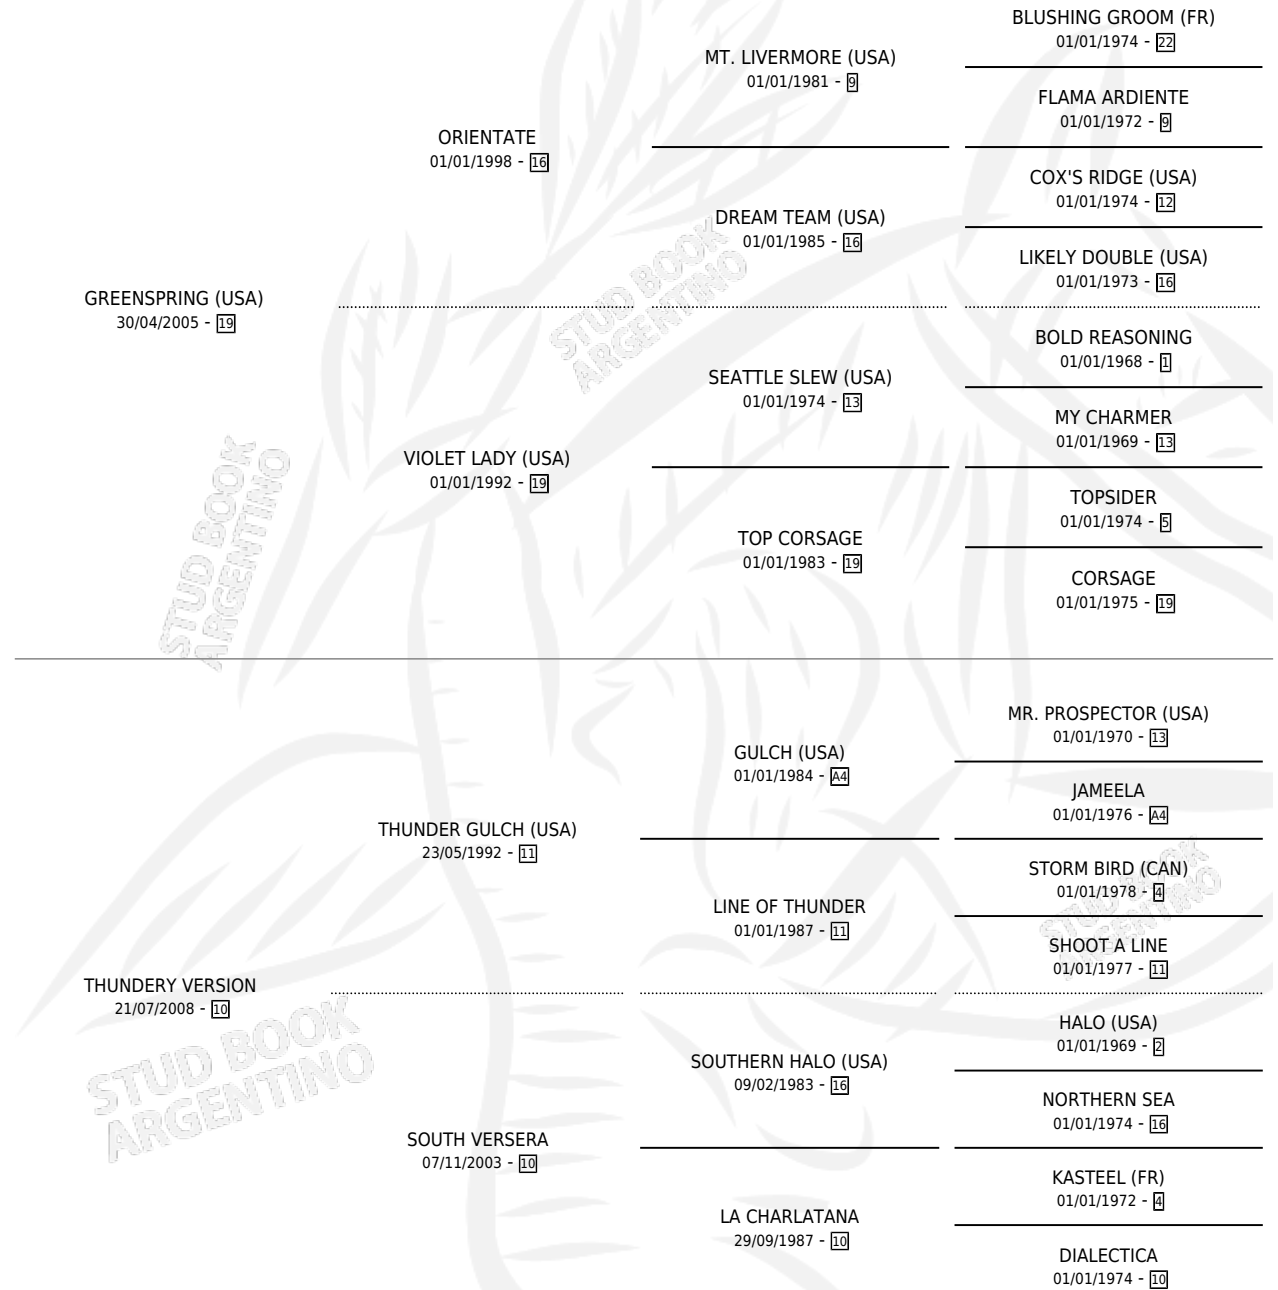 BLUSHING GROOM (FR)
01/01/1974 - 22
MT. LIVERMORE (USA)
01/01/1981 - 9
FLAMA ARDIENTE
01/01/1972 - 9
ORIENTATE
01/01/1998 - 16
COX'S RIDGE (USA)
01/01/1974 - 12
DREAM TEAM (USA)
01/01/1985 - 16
LIKELY DOUBLE (USA)
01/01/1973 - 16
GREENSPRING (USA)
30/04/2005 - 19
STUD BOOK
ARGENTINO
BOLD REASONING
01/01/1968 - 1
SEATTLE SLEW (USA)
01/01/1974 - 13
MY CHARMER
01/01/1969 - 13
VIOLET LADY (USA)
01/01/1992 - 19
TOPSIDER
01/01/1974 - 5
TOP CORSAGE
01/01/1983 - 19
CORSAGE
01/01/1975 - 19
STUD BOOK
ARGENTINO
MR. PROSPECTOR (USA)
01/01/1970 - 13
GULCH (USA)
01/01/1984 - A4
JAMEELA
01/01/1976 - A4
THUNDER GULCH (USA)
23/05/1992 - 11
STORM BIRD (CAN)
01/01/1978 - 4
LINE OF THUNDER
01/01/1987 - 11
SHOOT A LINE
01/01/1977 - 11
STUD BOOK
ARGENTINO
THUNDERY VERSION
21/07/2008 - 10
HALO (USA)
01/01/1969 - 2
SOUTHERN HALO (USA)
09/02/1983 - 16
NORTHERN SEA
01/01/1974 - 16
STUD BOOK
ARGENTINO
SOUTH VERSERA
07/11/2003 - 10
KASTEEL (FR)
01/01/1972 - 4
LA CHARLATANA
29/09/1987 - 10
DIALECTICA
01/01/1974 - 10